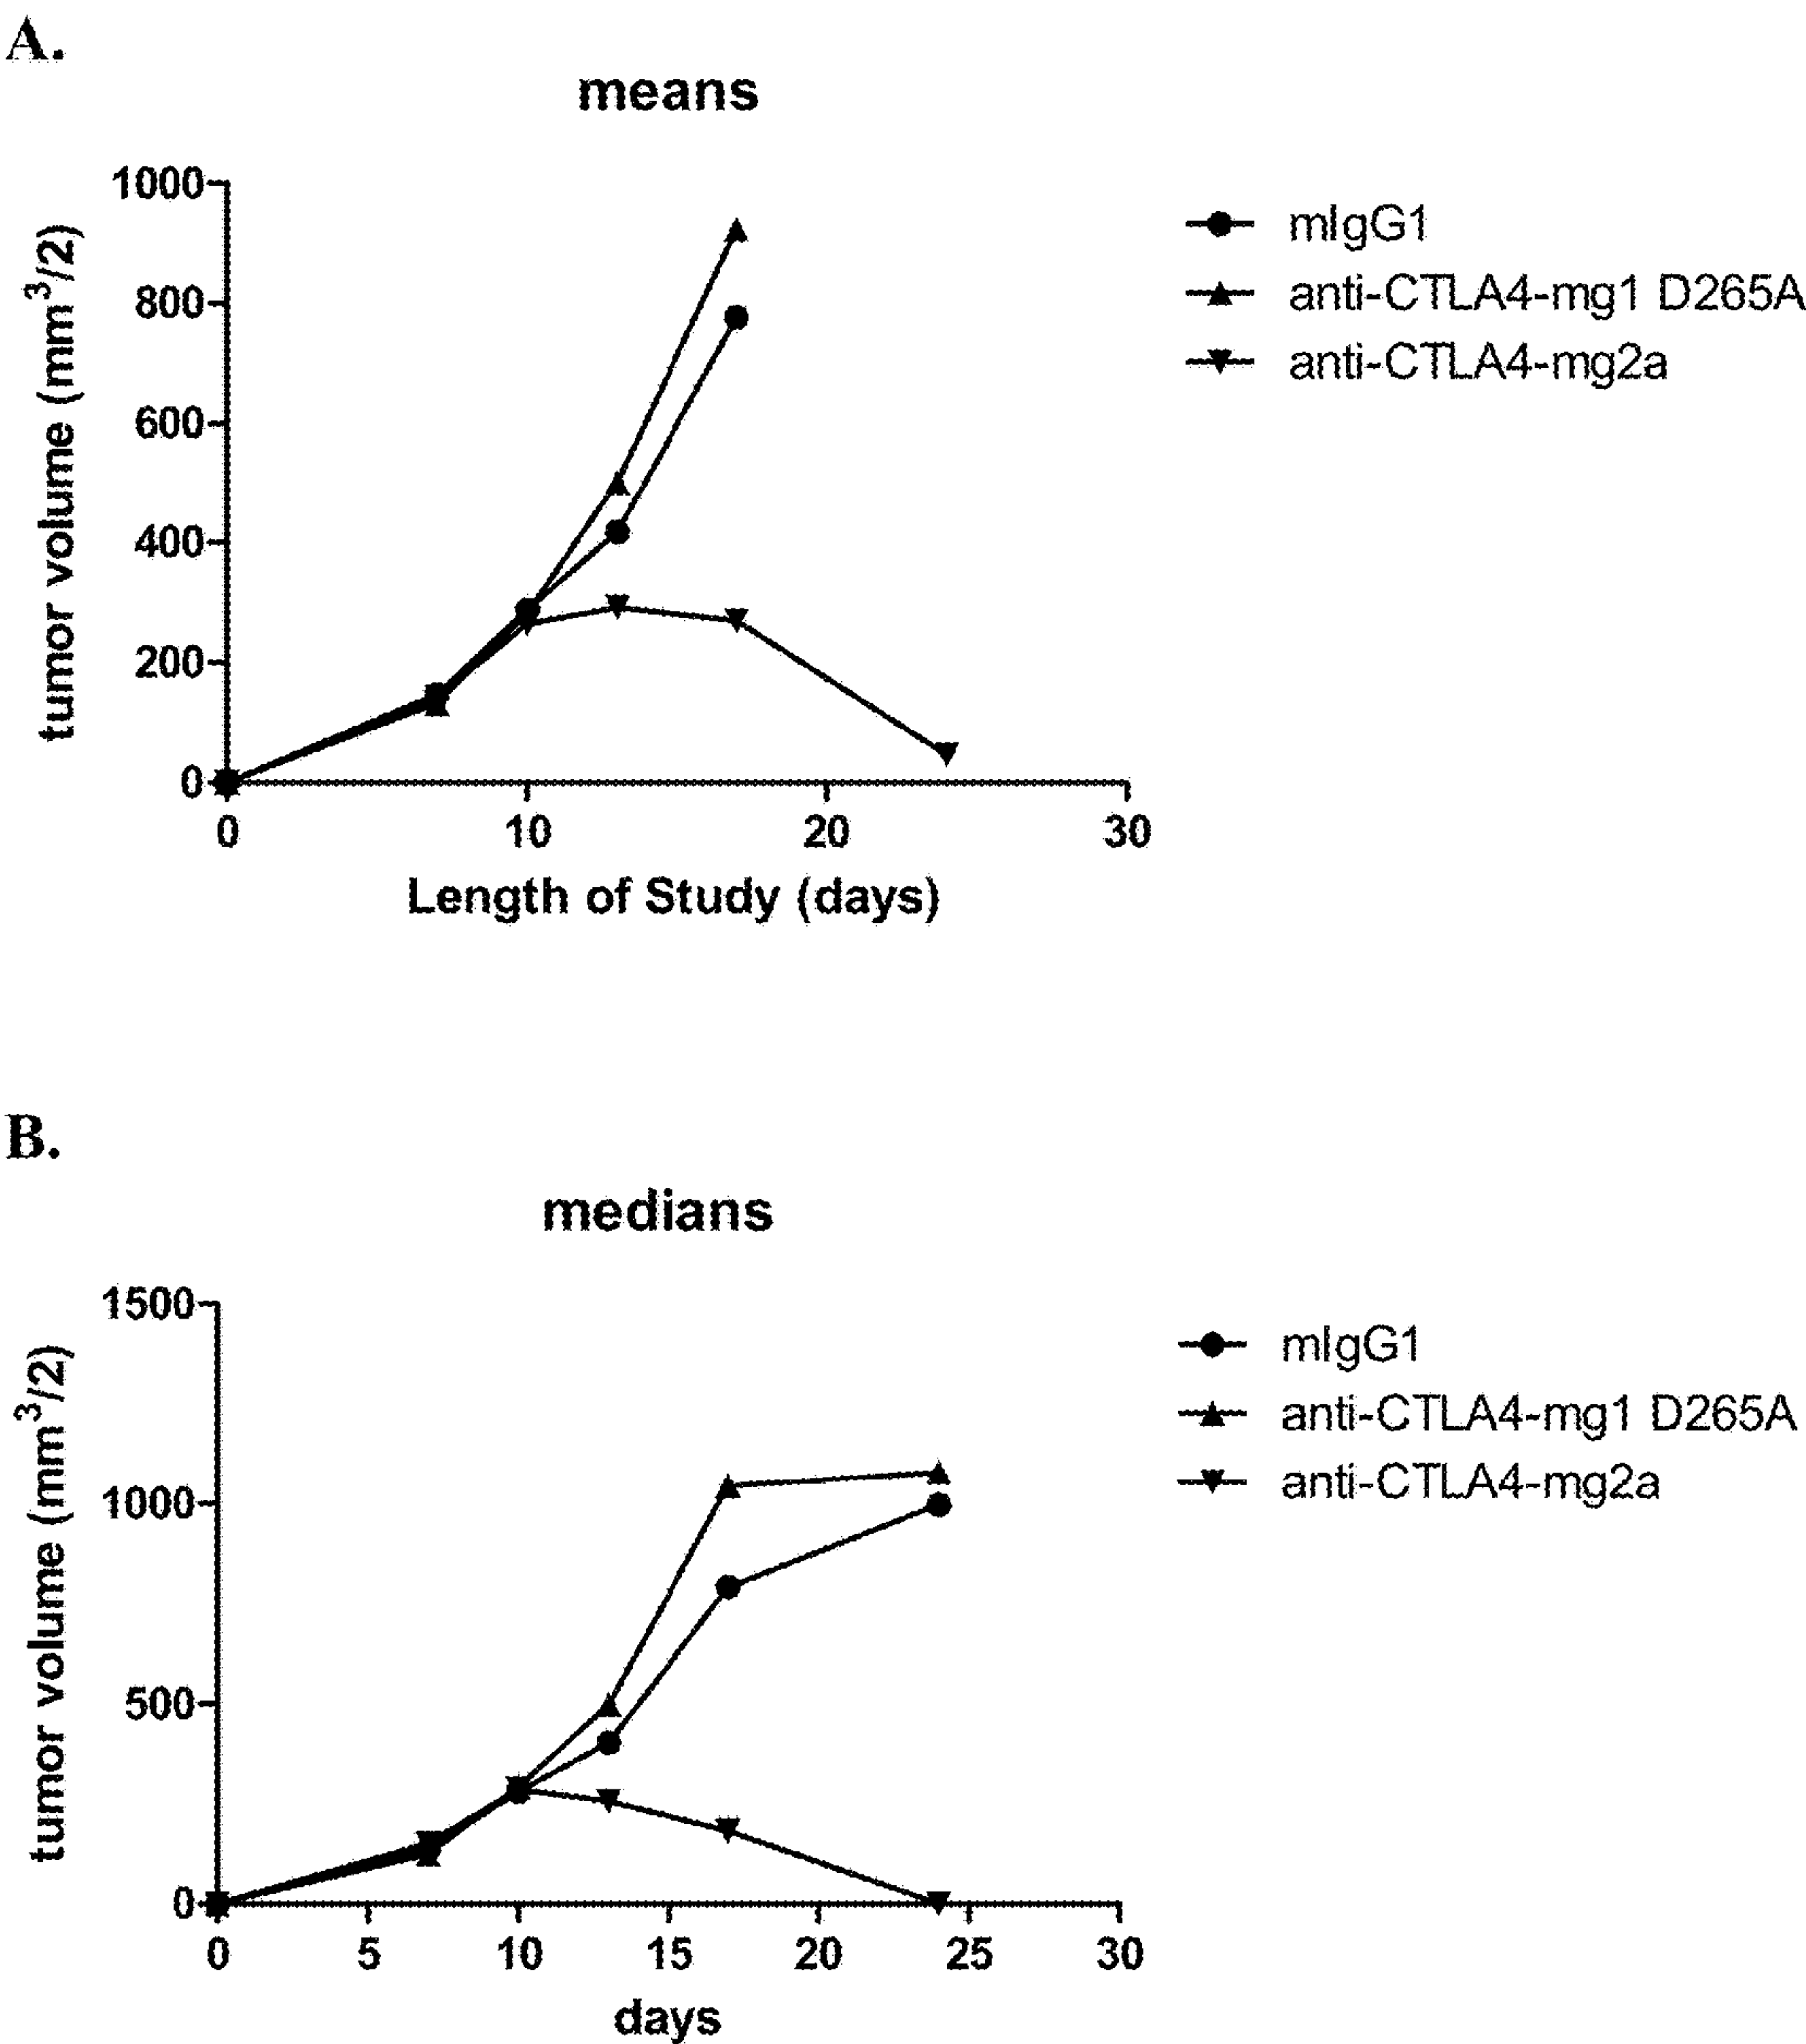 A.
means
1000
800
600
400
200
0
tumor volume (mm³/2)
0 10 20 30
Length of Study (days)
mIgG1
anti-CTLA4-mg1 D265A
anti-CTLA4-mg2a
B.
medians
1500
1000
500
0
tumor volume (mm³/2)
0 5 10 15 20 25 30
days
mIgG1
anti-CTLA4-mg1 D265A
anti-CTLA4-mg2a